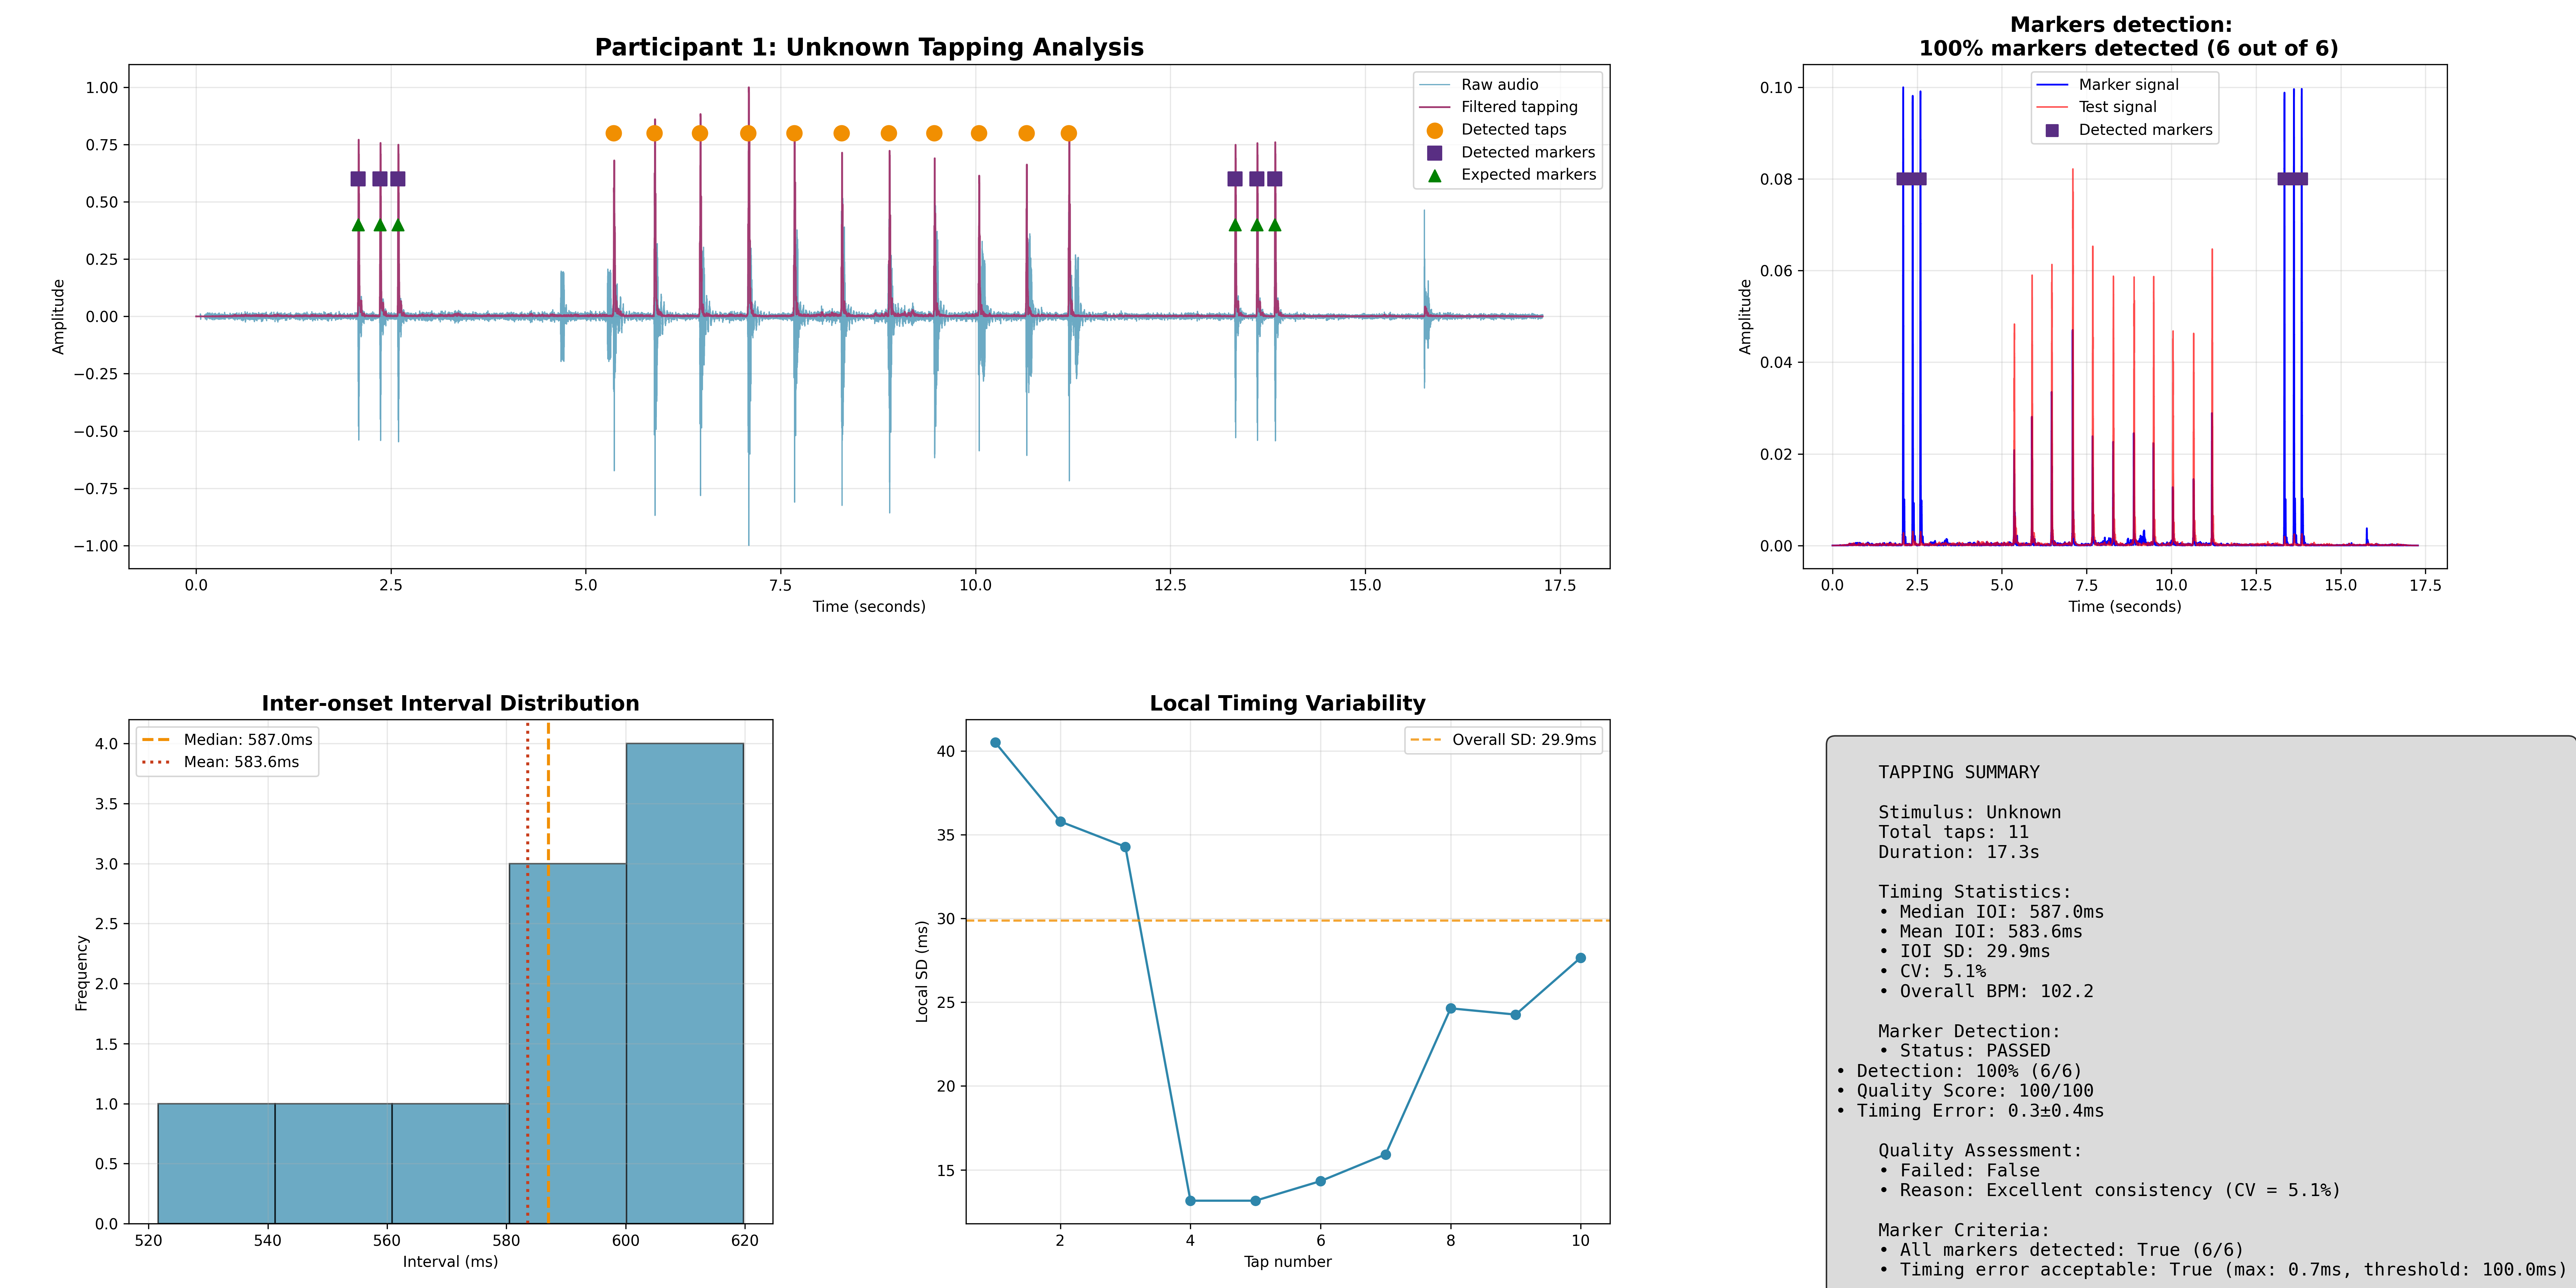 Participant 1: Unknown Tapping Analysis
Raw audio
Filtered tapping
Detected taps
Detected markers
Expected markers
Amplitude
1.00
0.75
0.50
0.25
0.00
−0.25
−0.50
−0.75
−1.00
0.0 2.5 5.0 7.5 10.0 12.5 15.0 17.5
Time (seconds)
Markers detection:
100% markers detected (6 out of 6)
Marker signal
Test signal
Detected markers
Amplitude
0.10
0.08
0.06
0.04
0.02
0.00
0.0 2.5 5.0 7.5 10.0 12.5 15.0 17.5
Time (seconds)
Inter-onset Interval Distribution
Median: 587.0ms
Mean: 583.6ms
Frequency
4.0
3.5
3.0
2.5
2.0
1.5
1.0
0.5
0.0
520 540 560 580 600 620
Interval (ms)
Local Timing Variability
Overall SD: 29.9ms
Local SD (ms)
40
35
30
25
20
15
2 4 6 8 10
Tap number
TAPPING SUMMARY
Stimulus: Unknown
Total taps: 11
Duration: 17.3s
Timing Statistics:
• Median IOI: 587.0ms
• Mean IOI: 583.6ms
• IOI SD: 29.9ms
• CV: 5.1%
• Overall BPM: 102.2
Marker Detection:
• Status: PASSED
• Detection: 100% (6/6)
• Quality Score: 100/100
• Timing Error: 0.3±0.4ms
Quality Assessment:
• Failed: False
• Reason: Excellent consistency (CV = 5.1%)
Marker Criteria:
• All markers detected: True (6/6)
• Timing error acceptable: True (max: 0.7ms, threshold: 100.0ms)